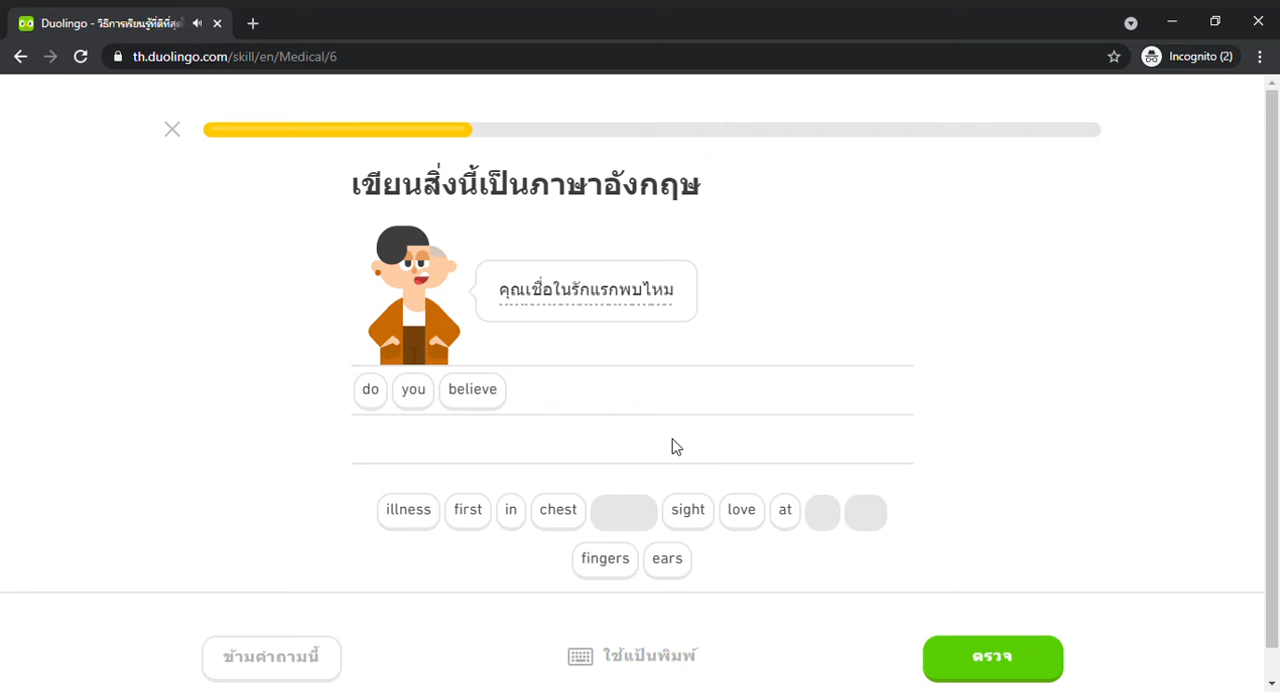 Duolingo - วิธีการเรียนรู้ที่ดีที่สุด
th.duolingo.com/skill/en/Medical/6
Incognito (2)
เขียนสิ่งนี้เป็นภาษาอังกฤษ
คุณเชื่อในรักแรกพบไหม
do you believe
illness first in chest sight love at
fingers ears
ข้ามคำถามนี้ ใช้แป้นพิมพ์ ตรวจ